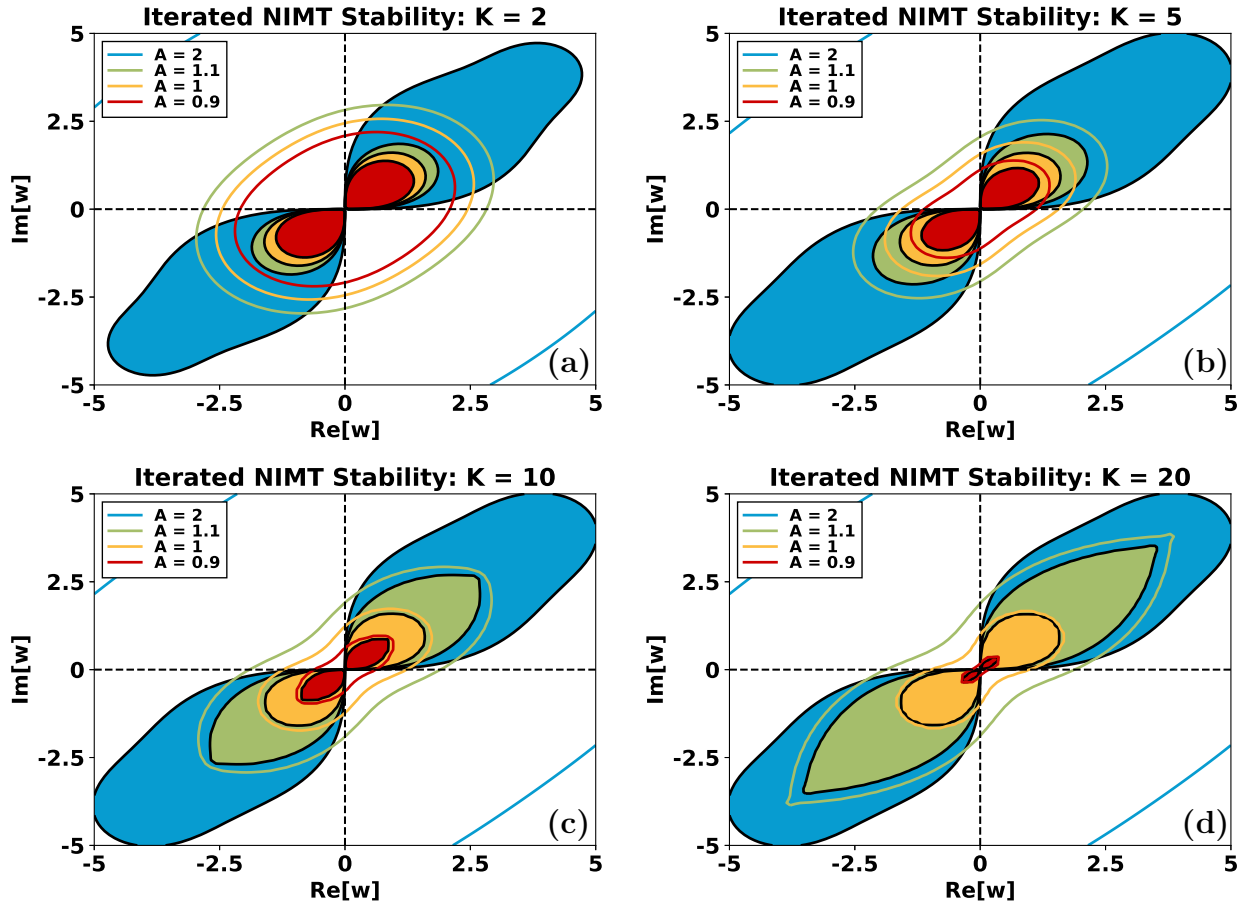 Iterated NIMT Stability: K = 2
A = 2
A = 1.1
A = 1
A = 0.9
5
2.5
0
-2.5
-5
Im[w]
-5
-2.5
0
2.5
5
Re[w]
(a)
Iterated NIMT Stability: K = 5
A = 2
A = 1.1
A = 1
A = 0.9
5
2.5
0
-2.5
-5
Im[w]
-5
-2.5
0
2.5
5
Re[w]
(b)
Iterated NIMT Stability: K = 10
A = 2
A = 1.1
A = 1
A = 0.9
5
2.5
0
-2.5
-5
Im[w]
-5
-2.5
0
2.5
5
Re[w]
(c)
Iterated NIMT Stability: K = 20
A = 2
A = 1.1
A = 1
A = 0.9
5
2.5
0
-2.5
-5
Im[w]
-5
-2.5
0
2.5
5
Re[w]
(d)